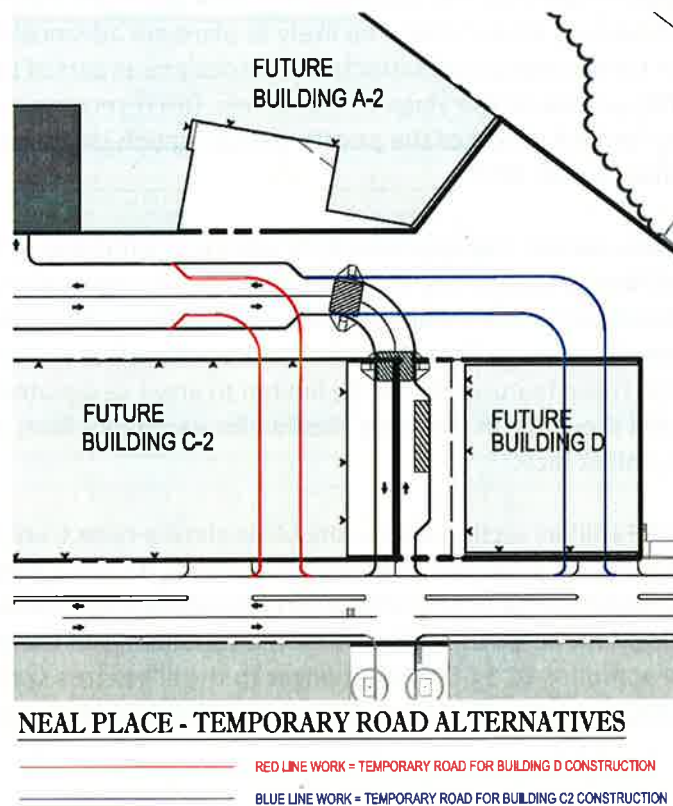 FUTURE
BUILDING A-2
FUTURE
BUILDING C-2
FUTURE
BUILDING D
NEAL PLACE - TEMPORARY ROAD ALTERNATIVES
RED LINE WORK = TEMPORARY ROAD FOR BUILDING D CONSTRUCTION
BLUE LINE WORK = TEMPORARY ROAD FOR BUILDING C2 CONSTRUCTION